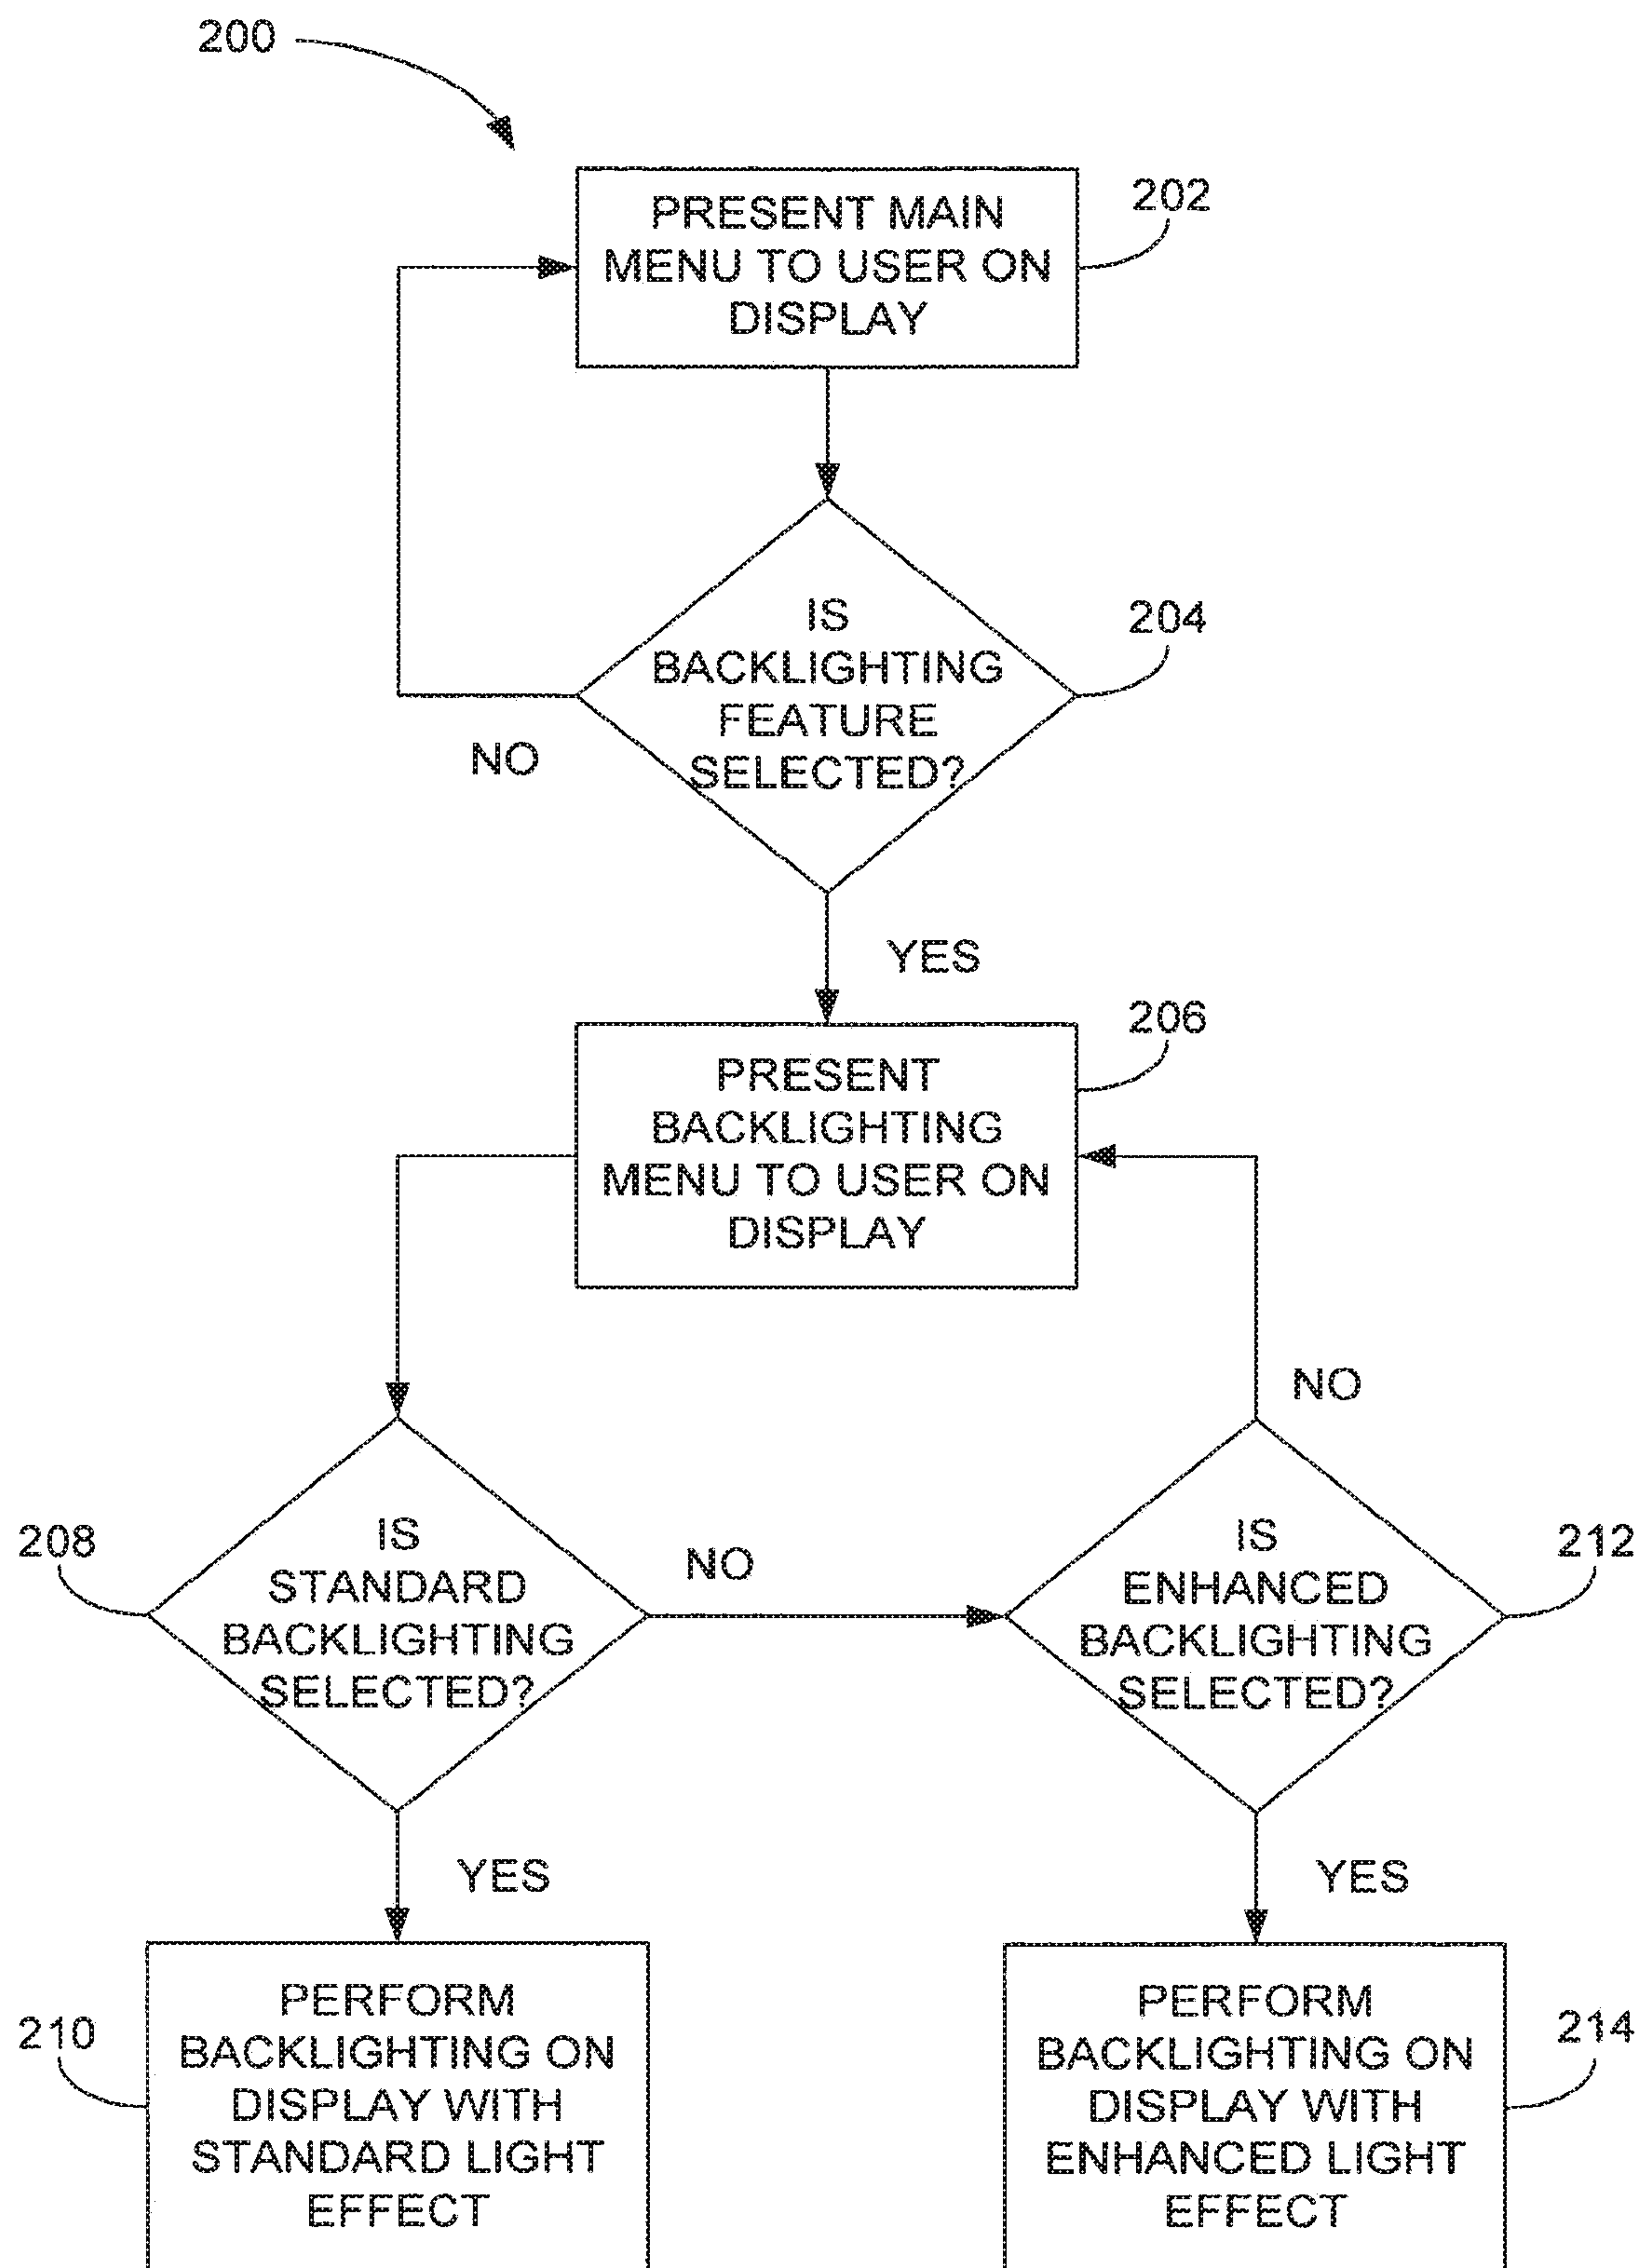 200
PRESENT MAIN
MENU TO USER ON
DISPLAY
202
IS
BACKLIGHTING
FEATURE
SELECTED?
204
NO
YES
PRESENT
BACKLIGHTING
MENU TO USER ON
DISPLAY
206
NO
IS
STANDARD
BACKLIGHTING
SELECTED?
208
NO
IS
ENHANCED
BACKLIGHTING
SELECTED?
212
YES
YES
PERFORM
BACKLIGHTING ON
DISPLAY WITH
STANDARD LIGHT
EFFECT
210
PERFORM
BACKLIGHTING ON
DISPLAY WITH
ENHANCED LIGHT
EFFECT
214